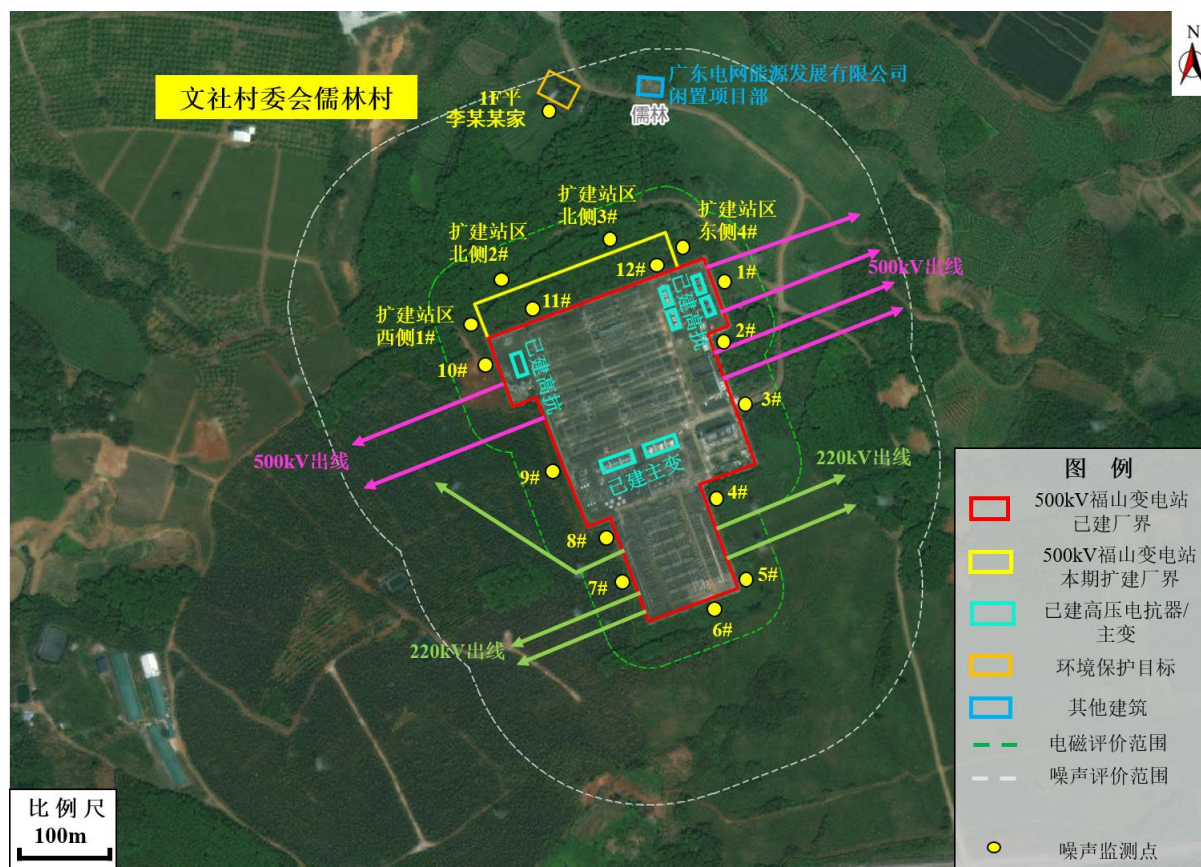 N
文社村委会儒林村
广东电网能源发展有限公司
闲置项目部
1F平
李某某家
儒林
扩建站区
北侧3#
扩建站区
东侧4#
扩建站区
北侧2#
扩建站区
西侧1#
12#
11#
10#
1#
2#
3#
500kV出线
已建高抗
已建高抗
500kV出线
已建主变
220kV出线
9#
4#
8#
7#
5#
6#
220kV出线
图 例
500kV福山变电站
已建厂界
500kV福山变电站
本期扩建厂界
已建高压电抗器/
主变
环境保护目标
其他建筑
电磁评价范围
噪声评价范围
噪声监测点
比例尺
100m